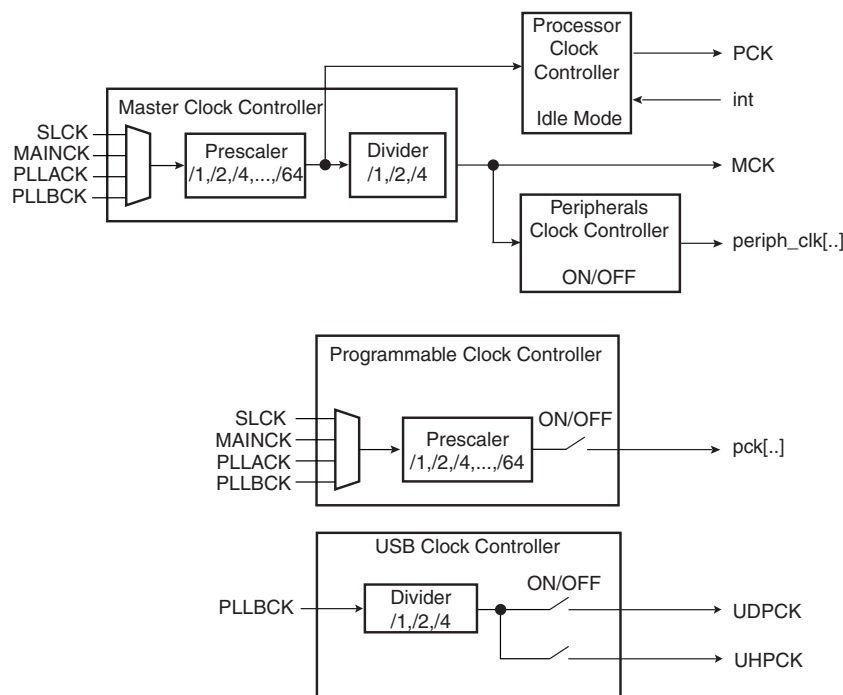 Processor
Clock
Controller
Idle Mode
PCK
int
Master Clock Controller
SLCK
MAINCK
PLLACK
PLLBCK
Prescaler
/1,/2,/4,...,/64
Divider
/1,/2,/4
MCK
Peripherals
Clock Controller
ON/OFF
periph_clk[..]
Programmable Clock Controller
SLCK
MAINCK
PLLACK
PLLBCK
Prescaler
/1,/2,/4,...,/64
ON/OFF
pck[..]
USB Clock Controller
PLLBCK
Divider
/1,/2,/4
ON/OFF
UDPCK
UHPCK